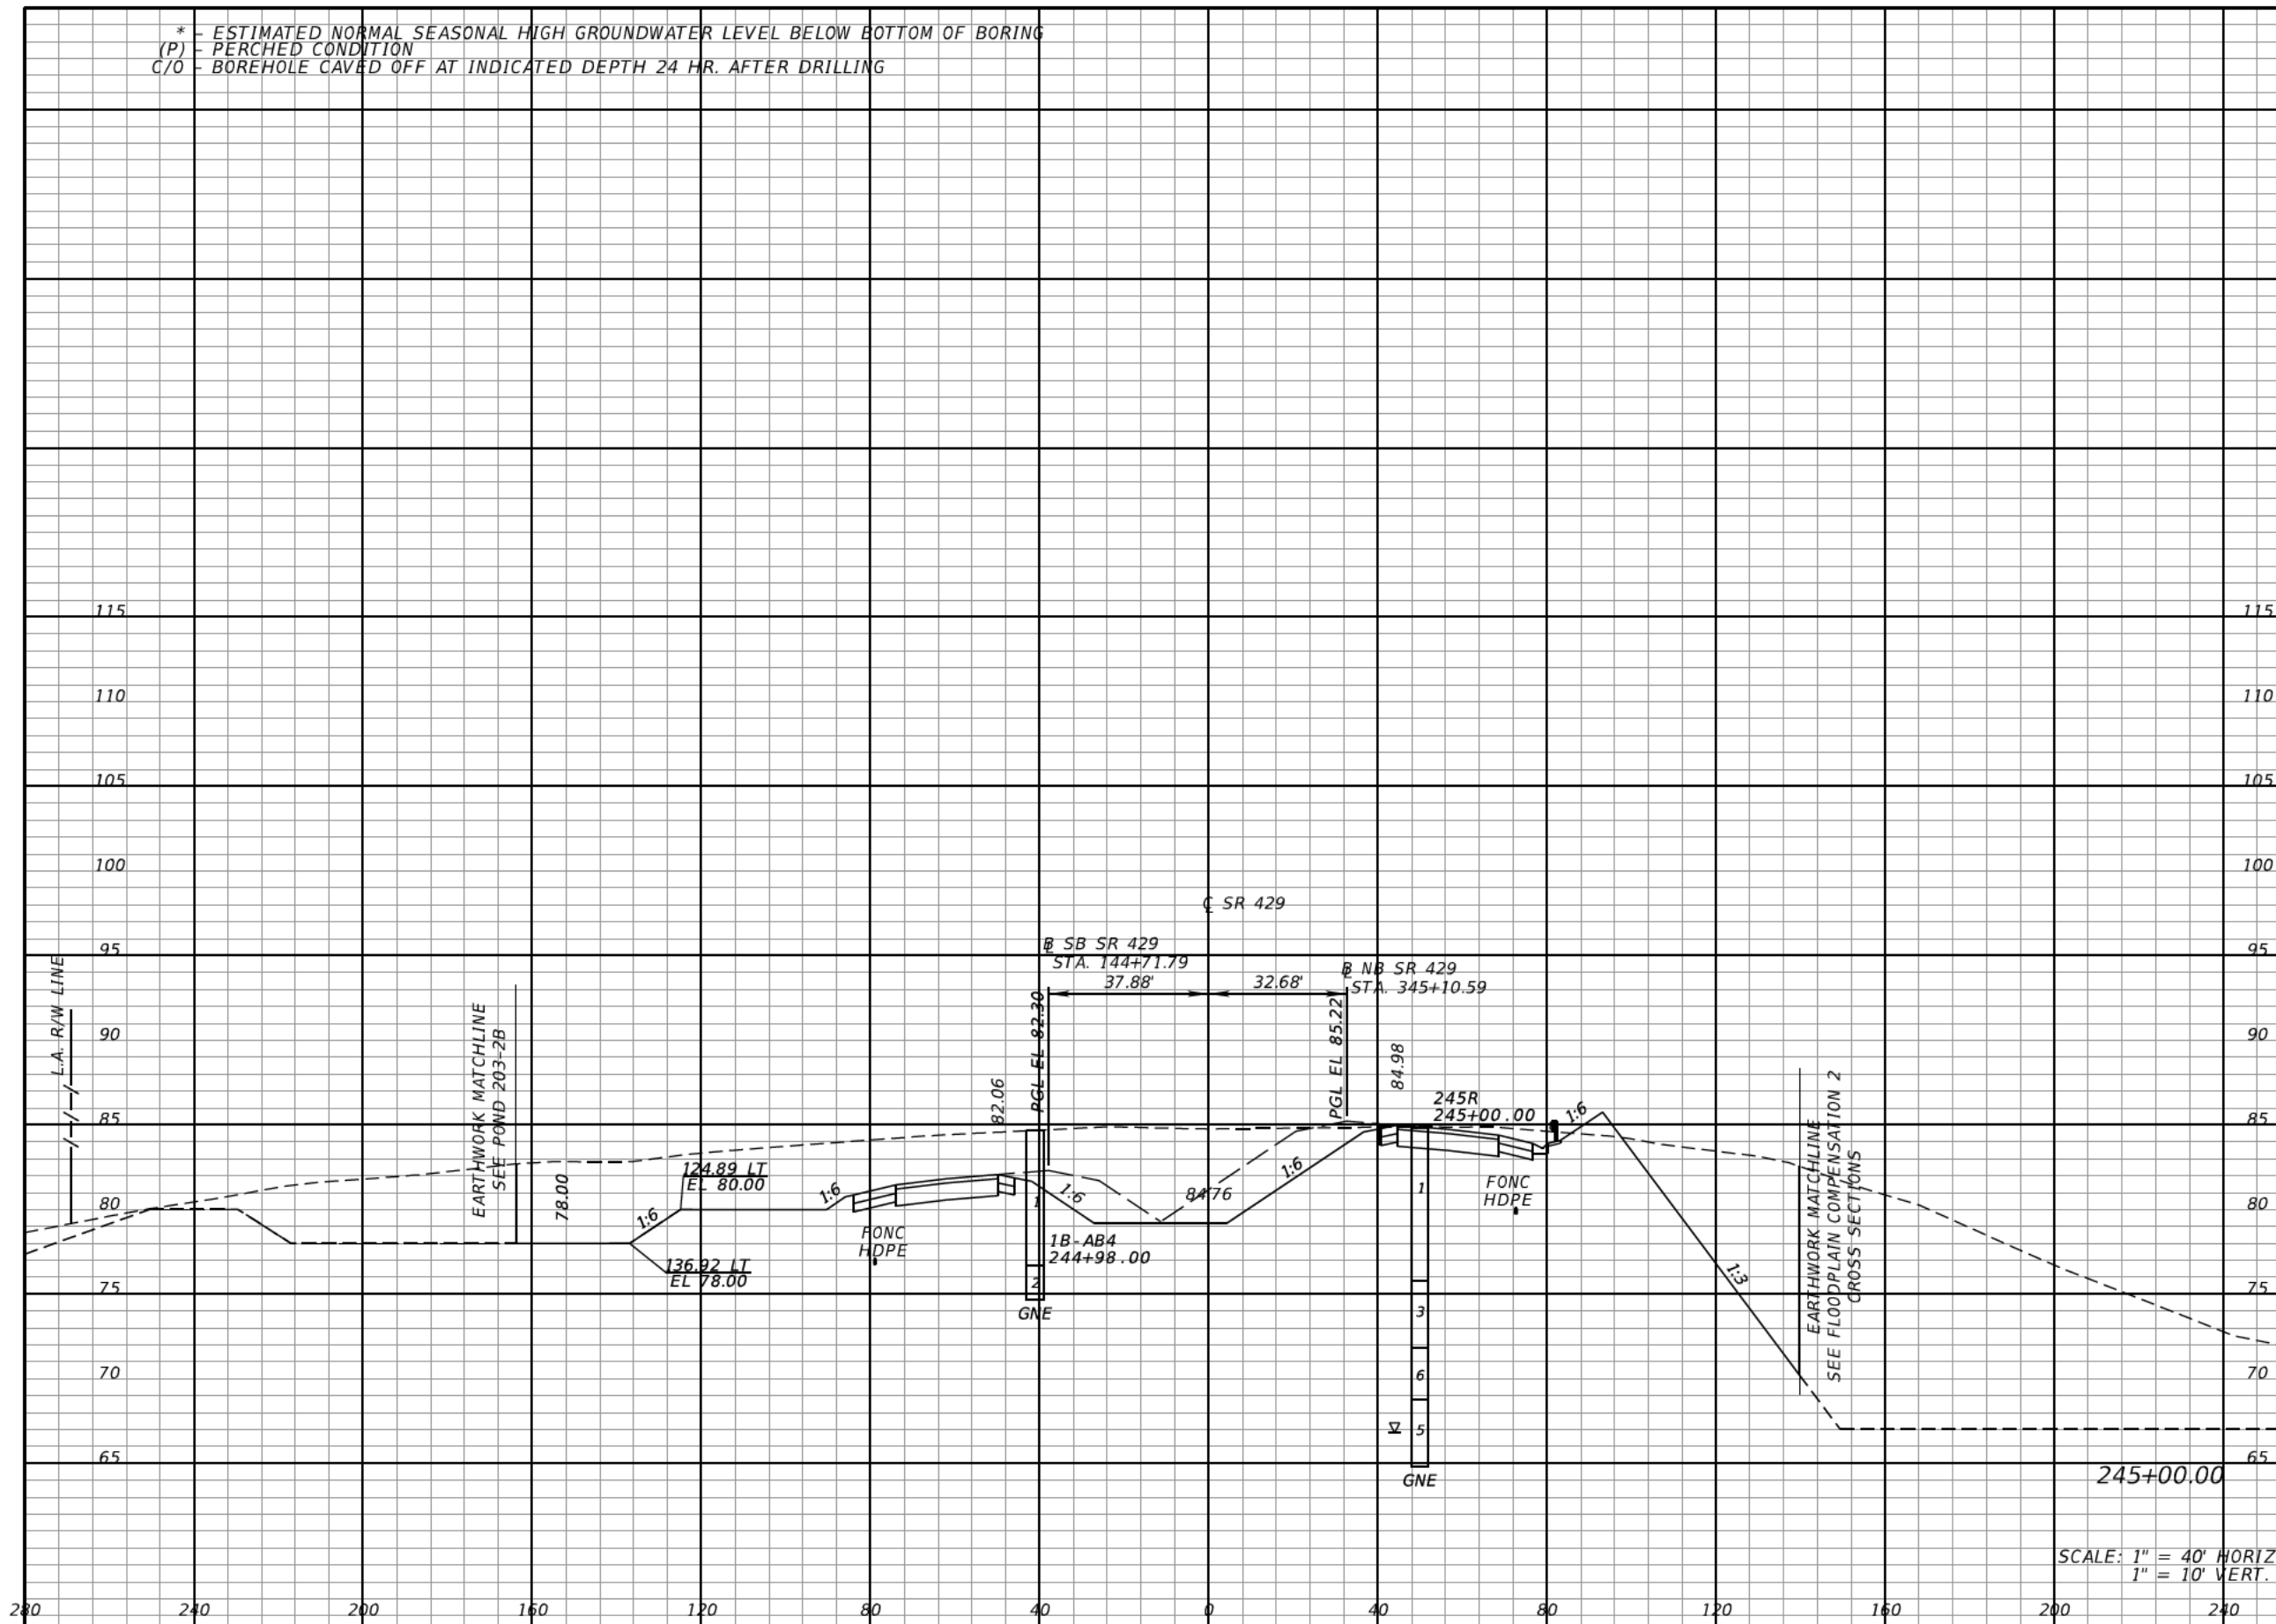 * - ESTIMATED NORMAL SEASONAL HIGH GROUNDWATER LEVEL BELOW BOTTOM OF BORING
(P) - PERCHED CONDITION
C/O - BOREHOLE CAVED OFF AT INDICATED DEPTH 24 HR. AFTER DRILLING
115
115
110
110
105
105
100
100
℄ SR 429
95
95
B SB SR 429
STA. 144+71.79
37.88'
32.68'
B NB SR 429
STA. 345+10.59
L.A. R/W LINE
90
90
EARTHWORK MATCHLINE
SEE POND 203-2B
78.00
82.06
PGL EL 82.30
PGL EL 85.22
84.98
245R
245+00.00
1:6
85
85
EARTHWORK MATCHLINE
SEE FLOODPLAIN COMPENSATION 2
CROSS SECTIONS
124.89 LT
EL 80.00
1:6
1:6
1:6
1:6
84.76
1
1
FONC
HDPE
80
80
FONC
HDPE
1B-AB4
244+98.00
136.92 LT
EL 78.00
2
GNE
1:3
75
75
3
6
70
70
5
65
65
GNE
245+00.00
SCALE: 1" = 40' HORIZ
1" = 10' VERT.
280
240
200
160
120
80
40
0
40
80
120
160
200
240